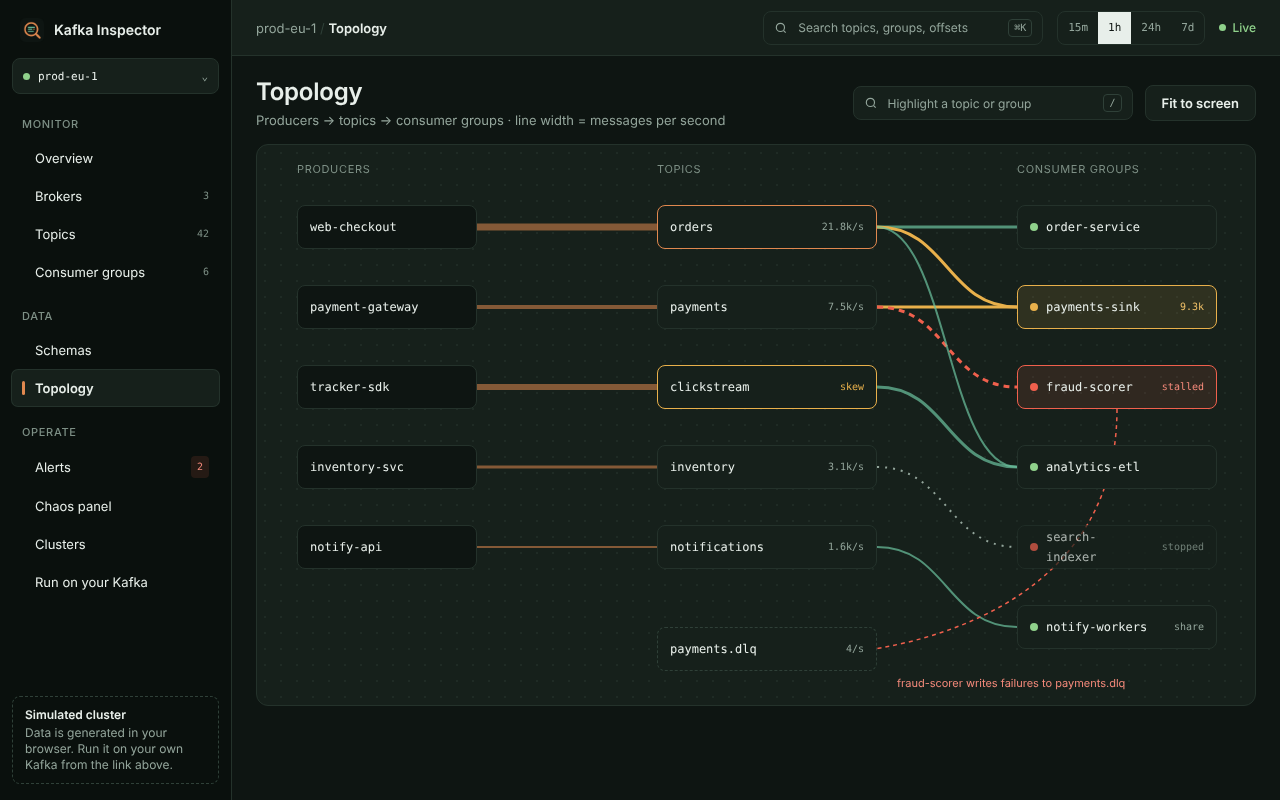 Kafka Inspector
prod-eu-1
MONITOR
Overview
Brokers 3
Topics 42
Consumer groups 6
DATA
Schemas
Topology
OPERATE
Alerts 2
Chaos panel
Clusters
Run on your Kafka
Simulated cluster
Data is generated in your
browser. Run it on your own
Kafka from the link above.
prod-eu-1 / Topology
Search topics, groups, offsets ⌘K
15m 1h 24h 7d
Live
Topology
Producers → topics → consumer groups · line width = messages per second
Highlight a topic or group /
Fit to screen
PRODUCERS TOPICS CONSUMER GROUPS
web-checkout orders 21.8k/s order-service
payment-gateway payments 7.5k/s payments-sink 9.3k
tracker-sdk clickstream skew fraud-scorer stalled
inventory-svc inventory 3.1k/s analytics-etl
notify-api notifications 1.6k/s search-
indexer stopped
notify-workers share
payments.dlq 4/s
fraud-scorer writes failures to payments.dlq